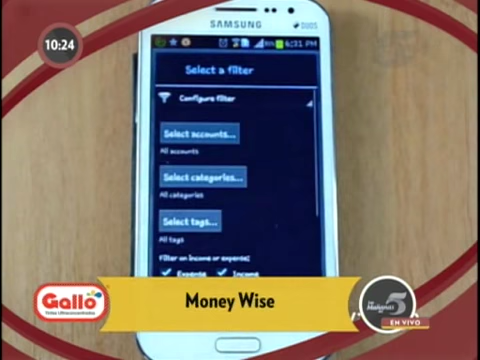 10:24
SAMSUNG
DUOS
6:31 PM
Select a filter
Configure filter
Select accounts...
All accounts
Select categories...
All categories
Select tags...
All tags
Filter on income or expense:
Expense Income
Gallo
Money Wise
5
EN VIVO